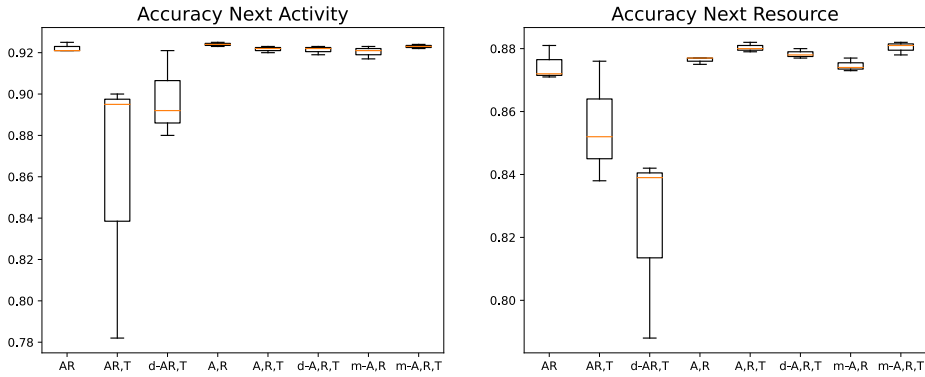 Accuracy Next Activity
0.92
0.90
0.88
0.86
0.84
0.82
0.80
0.78
AR
AR,T
d-AR,T
A,R
A,R,T
d-A,R,T
m-A,R
m-A,R,T
Accuracy Next Resource
0.88
0.86
0.84
0.82
0.80
AR
AR,T
d-AR,T
A,R
A,R,T
d-A,R,T
m-A,R
m-A,R,T